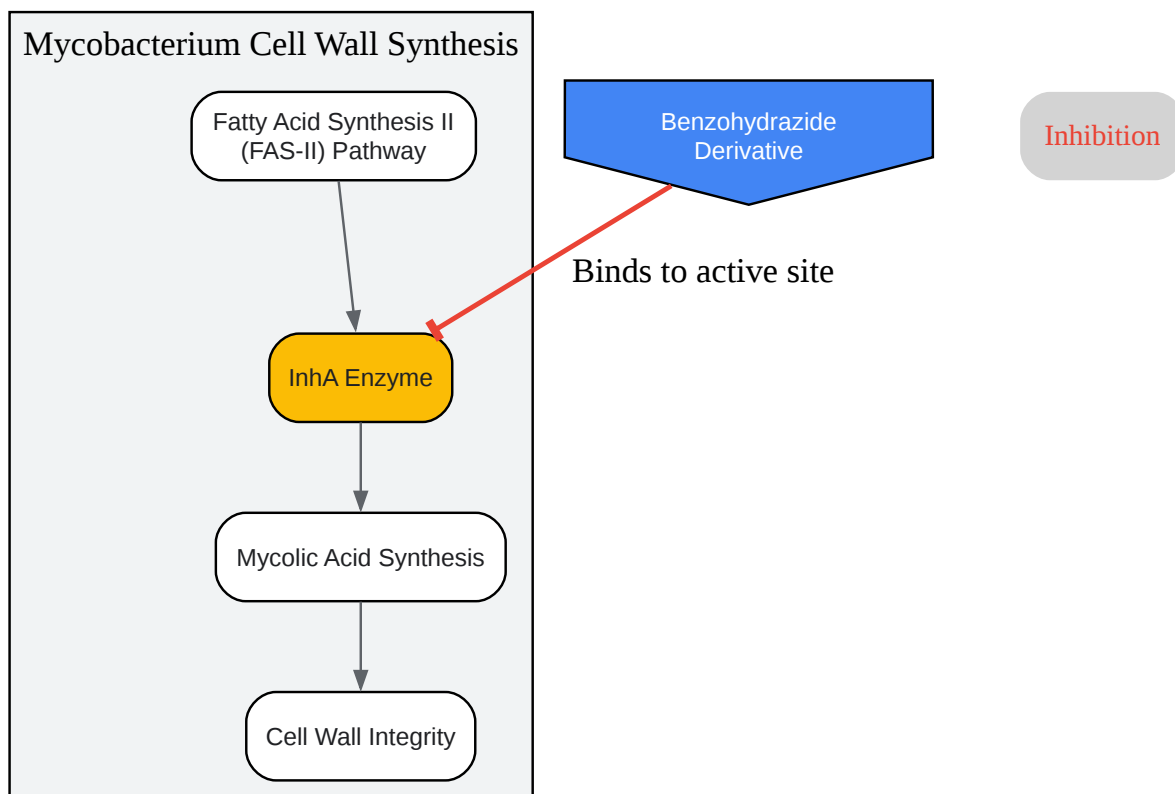 Mycobacterium Cell Wall Synthesis
Fatty Acid Synthesis II
(FAS-II) Pathway
Benzohydrazide
Derivative
Inhibition
Binds to active site
InhA Enzyme
Mycolic Acid Synthesis
Cell Wall Integrity